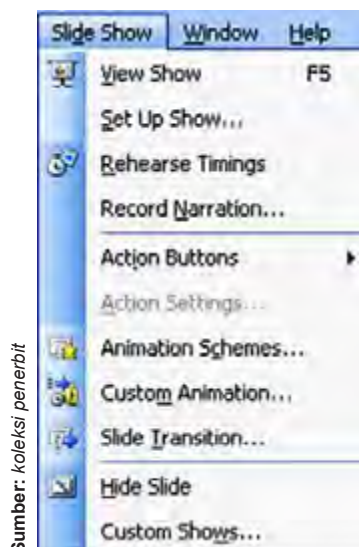 Slide Show Window Help
View Show F5
Set Up Show...
Rehearse Timings
Record Narration...
Action Buttons
Action Settings...
Animation Schemes...
Custom Animation...
Slide Transition...
Hide Slide
Custom Shows...
Sumber: koleksi penerbit